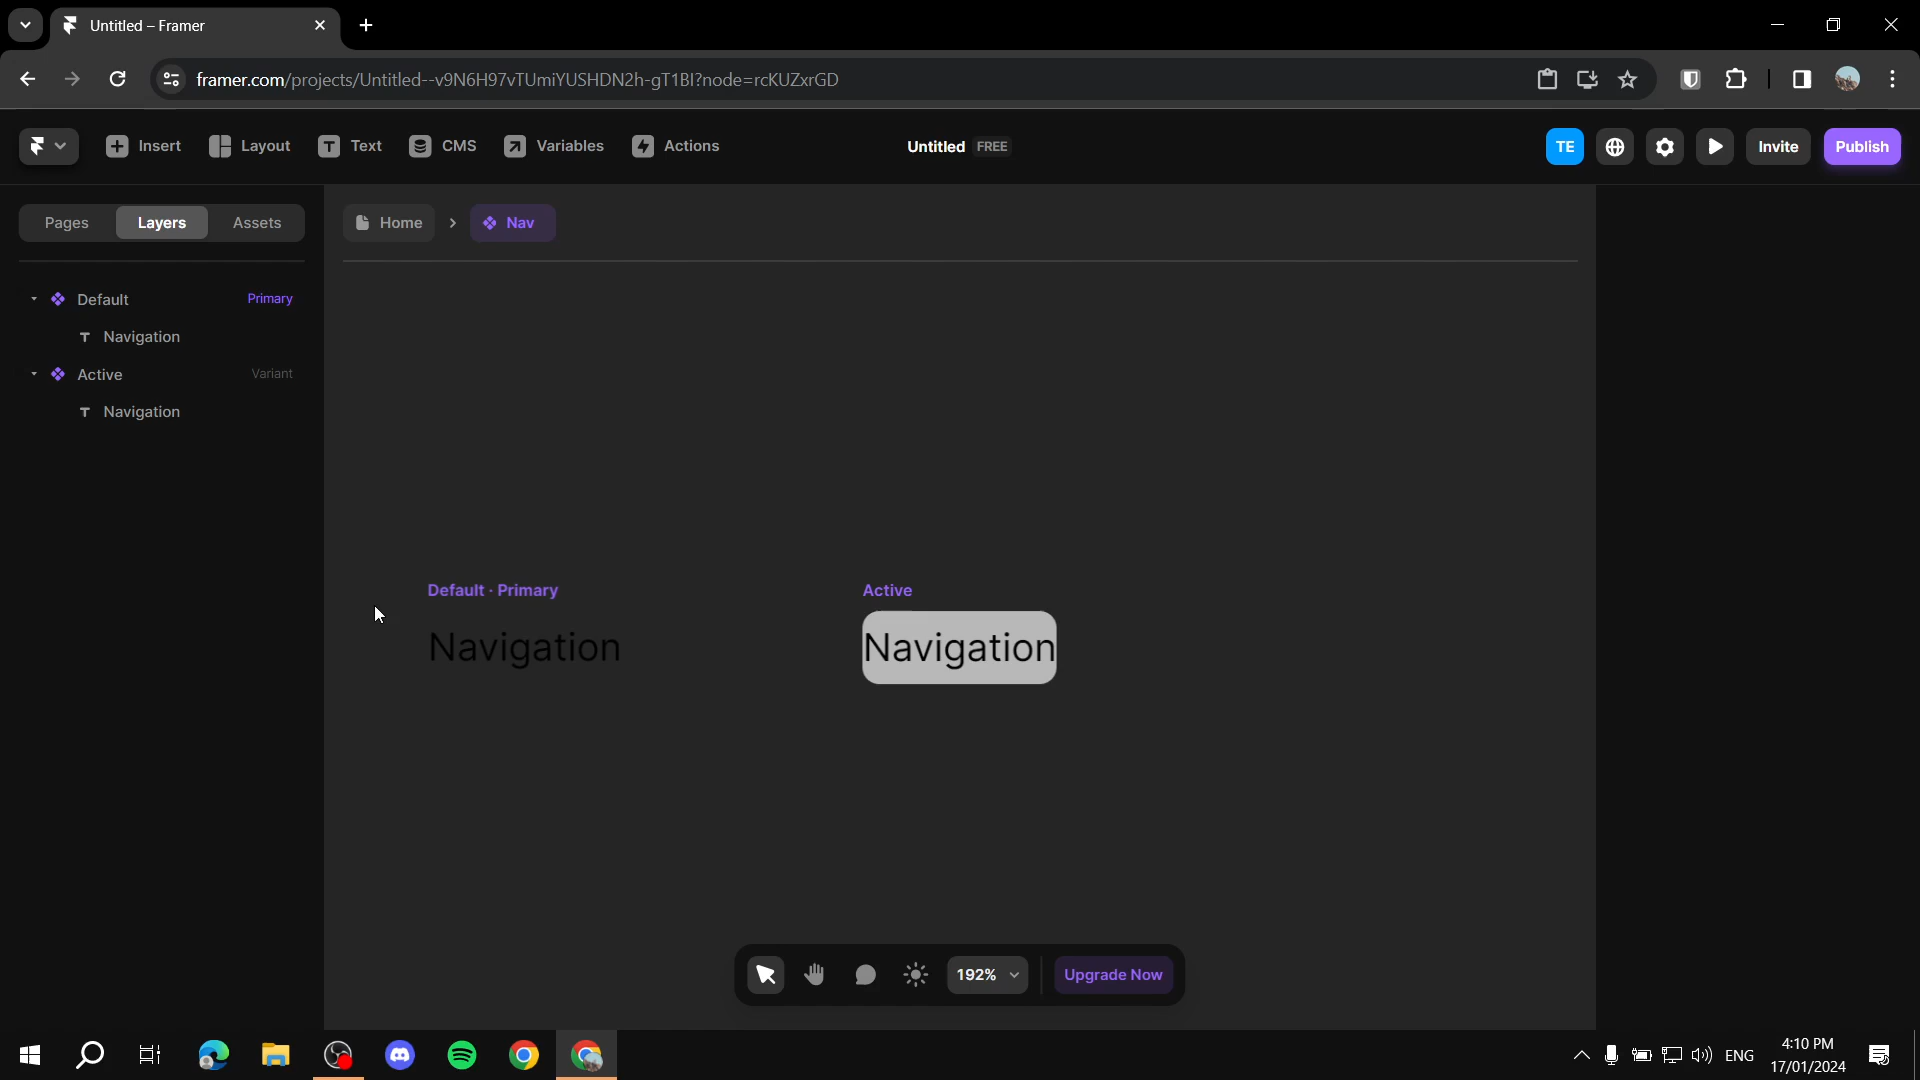 Untitled – Framer
framer.com/projects/Untitled--v9N6H97vTUmiYUSHDN2h-gT1BI?node=rcKUZxrGD
Insert Layout Text CMS Variables Actions Untitled FREE TE Invite Publish
Pages Layers Assets Home Nav
Default Primary
T Navigation
Active Variant
T Navigation
Default · Primary Active
Navigation Navigation
192% Upgrade Now
ENG 4:10 PM
17/01/2024